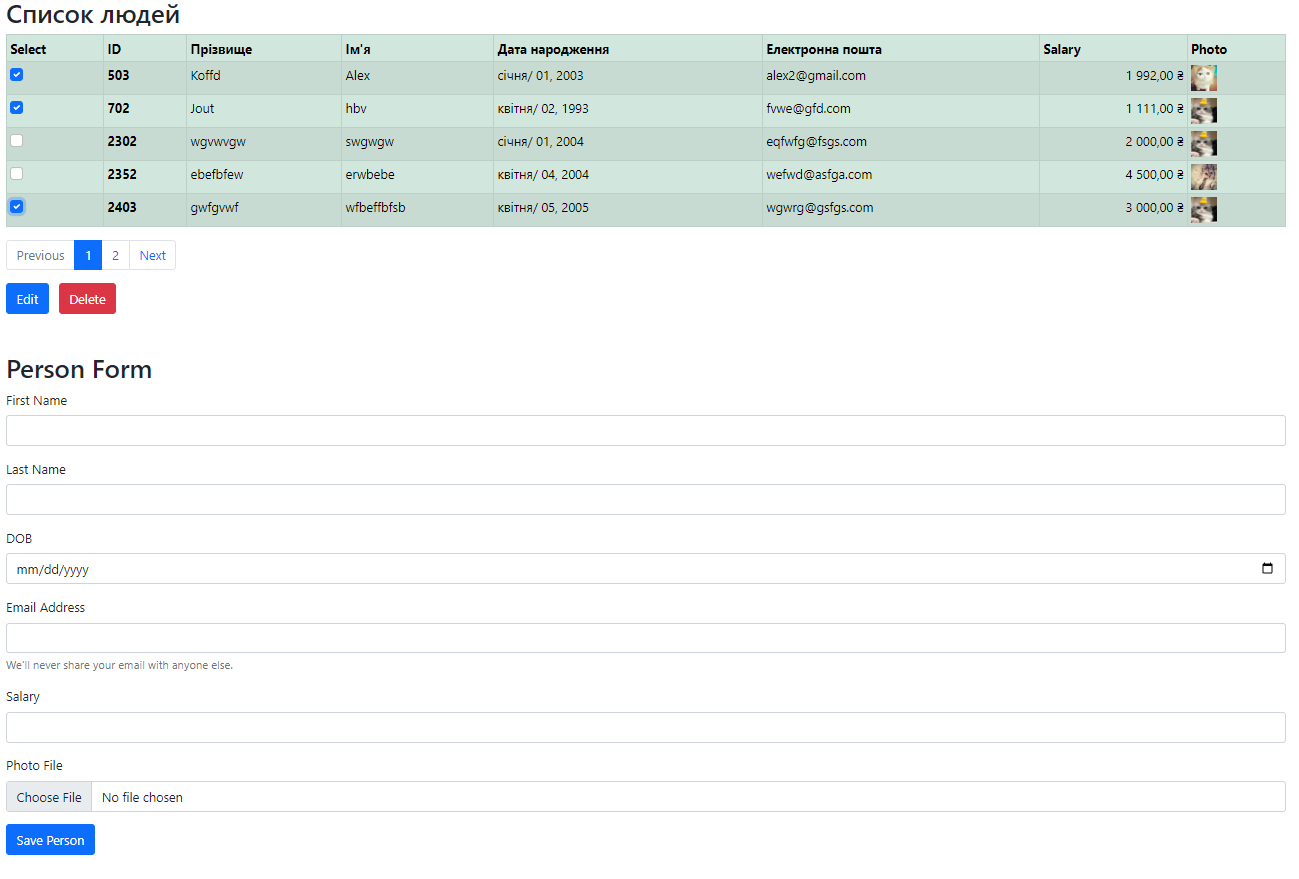 Список людей
Select ID Прізвище Ім'я Дата народження Електронна пошта Salary Photo
503 Koffd Alex січня/ 01, 2003 alex2@gmail.com 1 992,00 ₴
702 Jout hbv квітня/ 02, 1993 fvwe@gfd.com 1 111,00 ₴
2302 wgvwvgw swgwgw січня/ 01, 2004 eqfwfg@fsgs.com 2 000,00 ₴
2352 ebefbfew erwbebe квітня/ 04, 2004 wefwd@asfga.com 4 500,00 ₴
2403 gwfgvwf wfbeffbfsb квітня/ 05, 2005 wgwrg@gsfgs.com 3 000,00 ₴
Previous 1 2 Next
Edit Delete
Person Form
First Name
Last Name
DOB
mm/dd/yyyy
Email Address
We'll never share your email with anyone else.
Salary
Photo File
Choose File No file chosen
Save Person